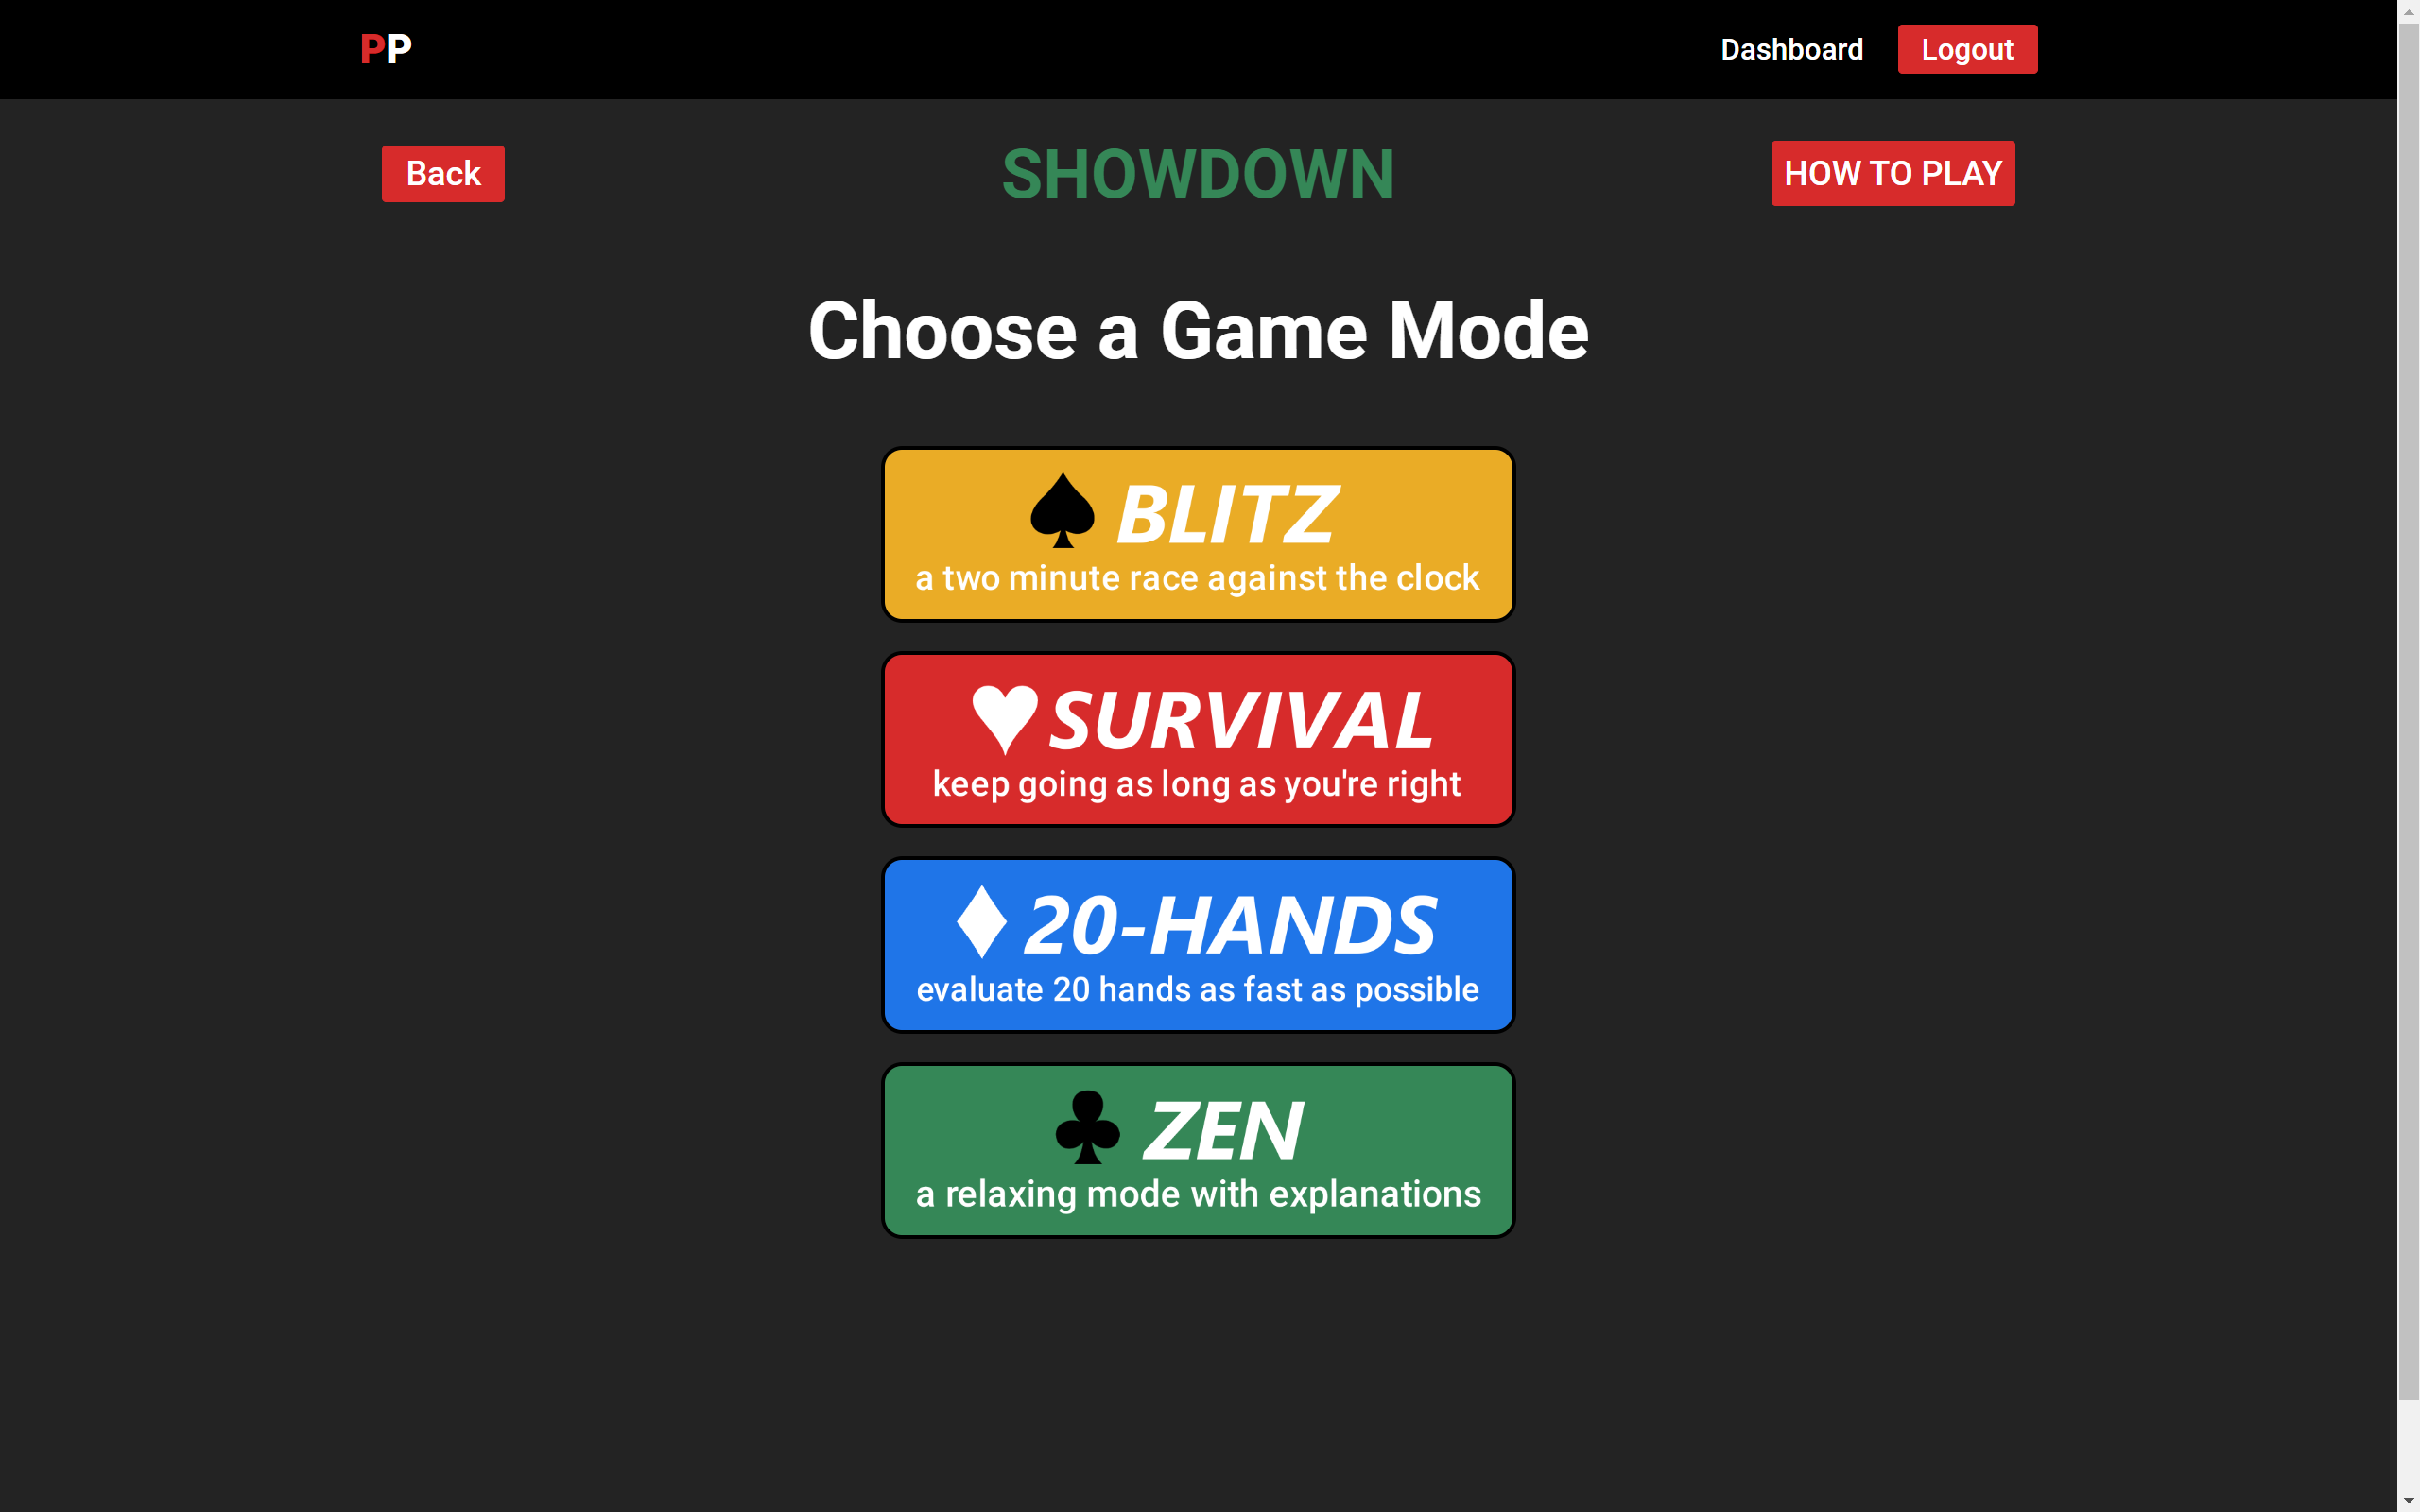 PP
Dashboard
Logout
Back
SHOWDOWN
HOW TO PLAY
Choose a Game Mode
BLITZ
a two minute race against the clock
SURVIVAL
keep going as long as you're right
20-HANDS
evaluate 20 hands as fast as possible
ZEN
a relaxing mode with explanations